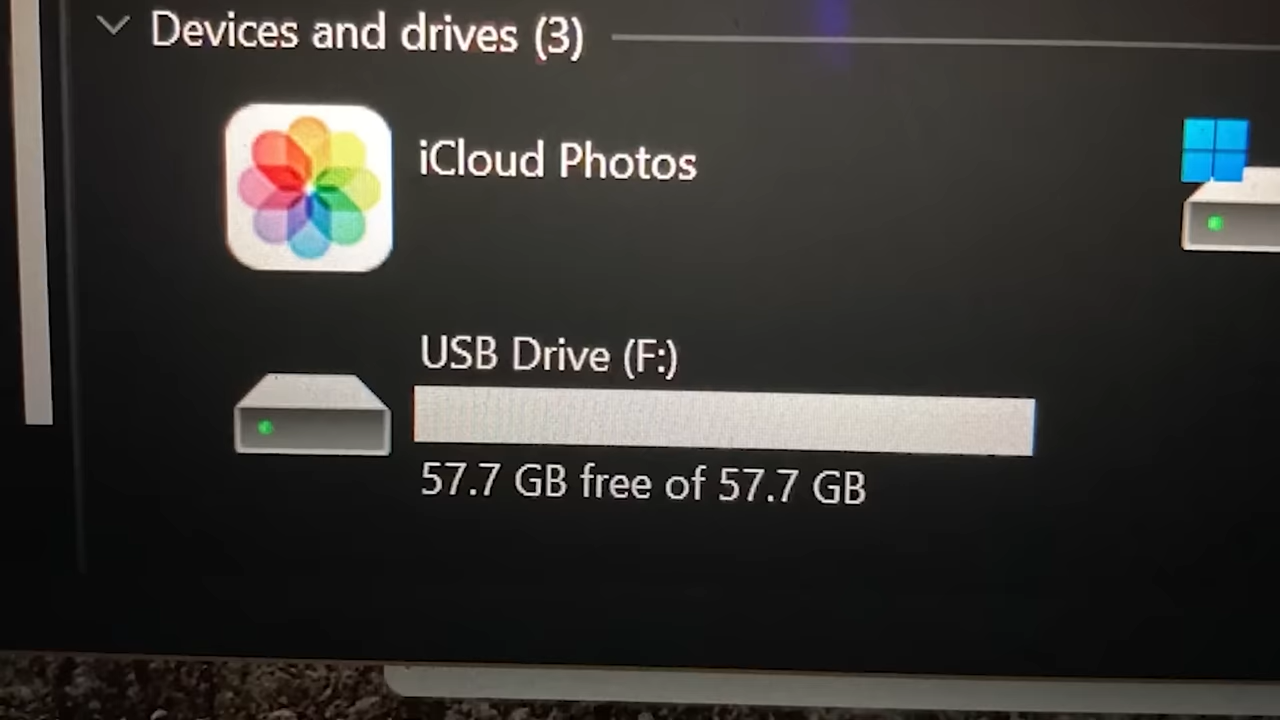 Devices and drives (3)
iCloud Photos
USB Drive (F:)
57.7 GB free of 57.7 GB